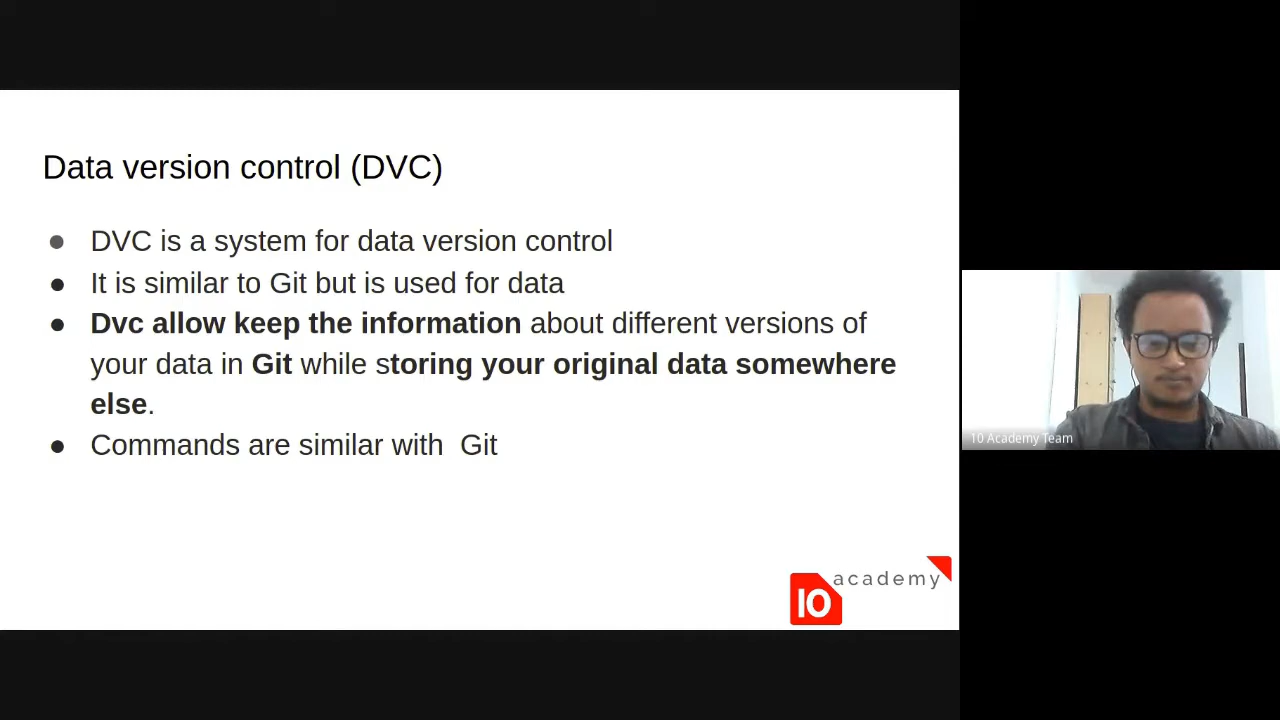 Data version control (DVC)
● DVC is a system for data version control
● It is similar to Git but is used for data
● Dvc allow keep the information about different versions of
your data in Git while storing your original data somewhere
else.
● Commands are similar with  Git
10 academy
10 Academy Team